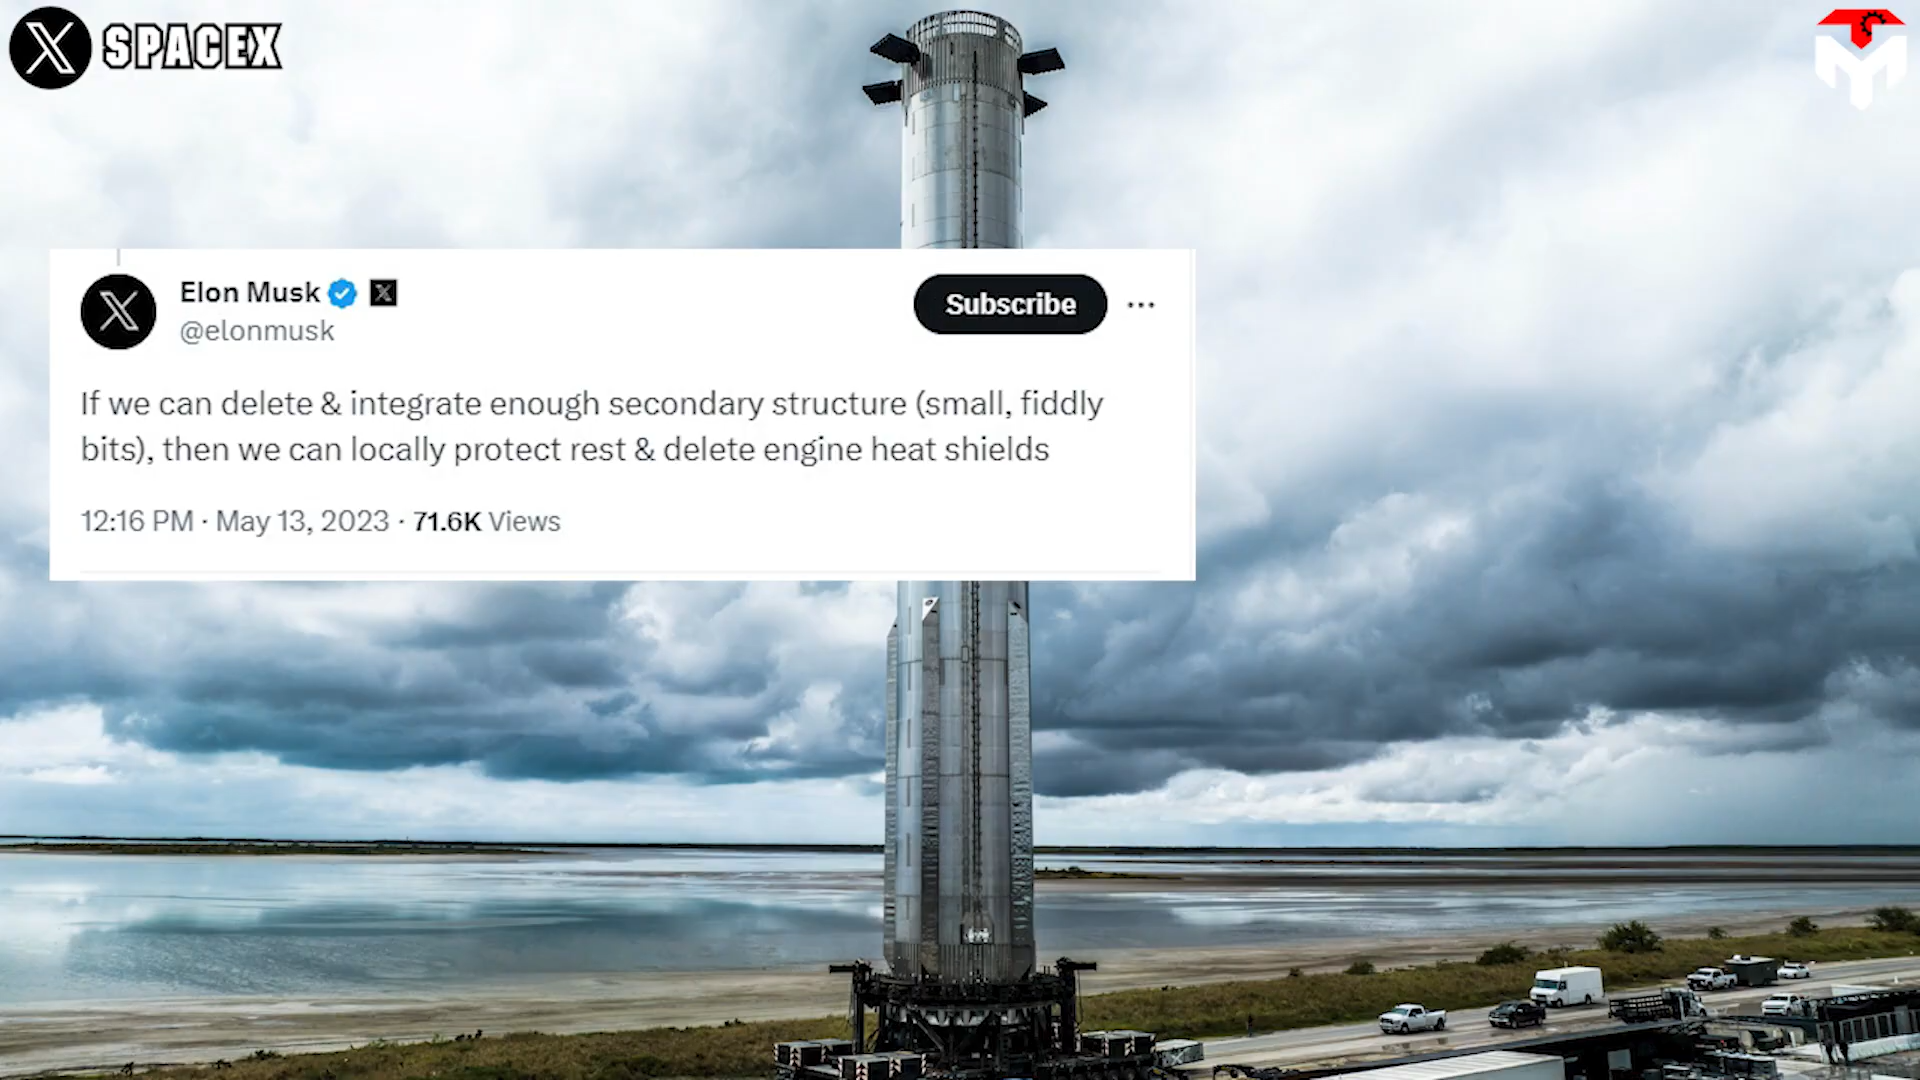 SPACEX
Elon Musk
@elonmusk
Subscribe
If we can delete & integrate enough secondary structure (small, fiddly
bits), then we can locally protect rest & delete engine heat shields
12:16 PM · May 13, 2023 · 71.6K Views